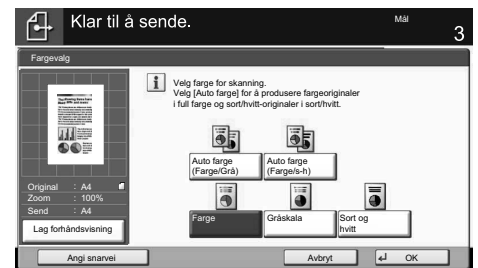 Klar til å sende.
Mål
3
Fargevalg
Velg farge for skanning.
Velg [Auto farge] for å produsere fargeoriginaler
i full farge og sort/hvitt-originaler i sort/hvitt.
Auto farge
(Farge/Grå)
Auto farge
(Farge/s-h)
Original : A4
Zoom : 100%
Send : A4
Farge
Gråskala
Sort og
hvitt
Lag forhåndsvisning
Angi snarvei
Avbryt
OK